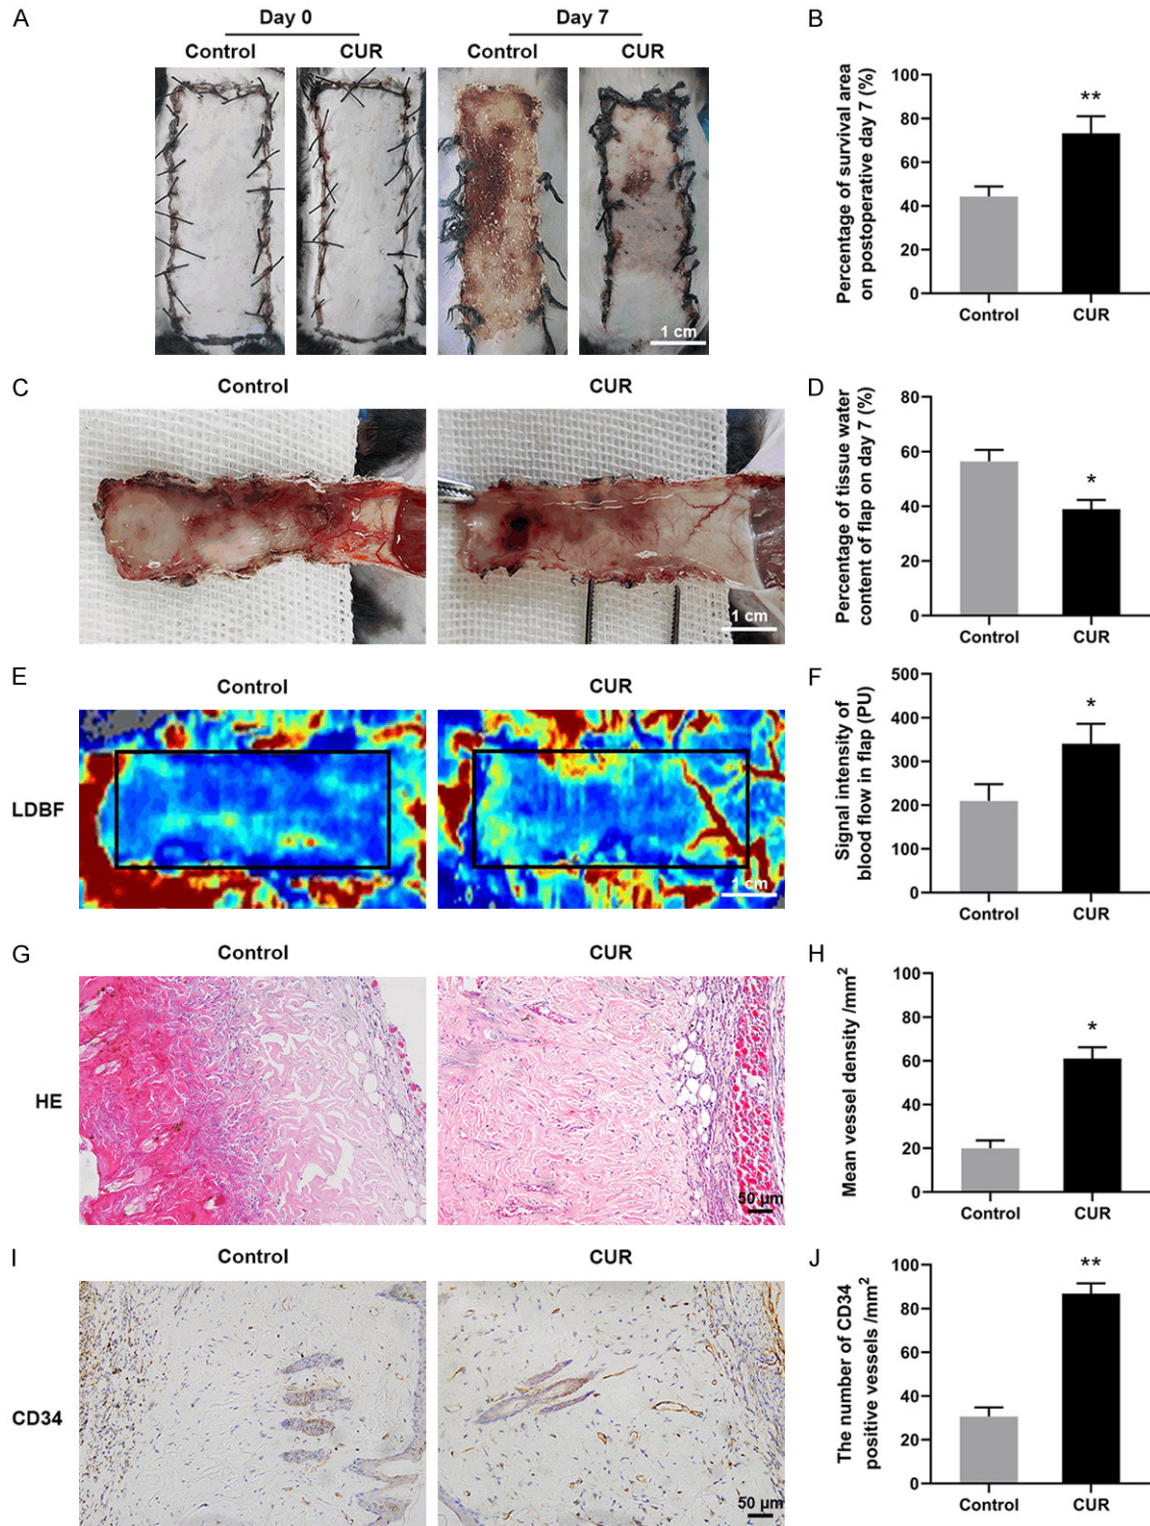 A
Day 0
Day 7
Control
CUR
Control
CUR
1 cm
B
Percentage of survival area
on postoperative day 7 (%)
100
80
60
40
20
0
**
Control
CUR
C
Control
CUR
1 cm
D
Percentage of tissue water
content of flap on day 7 (%)
80
60
40
20
0
*
Control
CUR
E
Control
CUR
LDBF
1 cm
F
Signal intensity of
blood flow in flap (PU)
500
400
300
200
100
0
*
Control
CUR
G
Control
CUR
HE
50 μm
H
Mean vessel density /mm²
100
80
60
40
20
0
*
Control
CUR
I
Control
CUR
CD34
50 μm
J
The number of CD34
positive vessels /mm²
100
80
60
40
20
0
**
Control
CUR